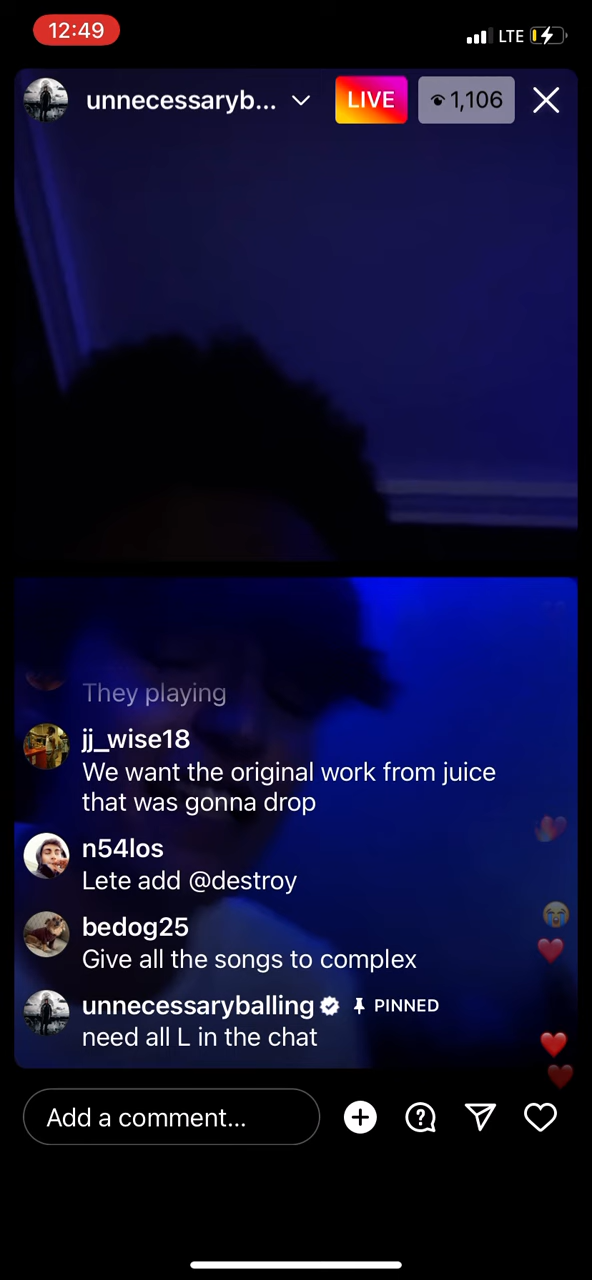 12:49
LTE
unnecessaryb...
LIVE
1,106
They playing
jj_wise18
We want the original work from juice
that was gonna drop
n54los
Lete add @destroy
bedog25
Give all the songs to complex
unnecessaryballing PINNED
need all L in the chat
Add a comment...